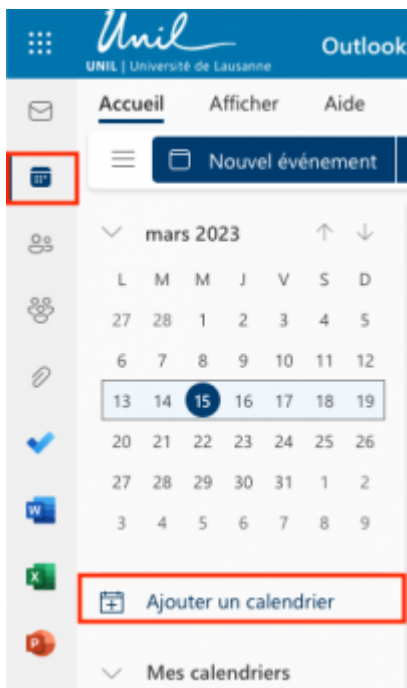 Unil
UNIL | Université de Lausanne
Outlook
Accueil Afficher Aide
Nouvel événement
mars 2023
L M M J V S D
27 28 1 2 3 4 5
6 7 8 9 10 11 12
13 14 15 16 17 18 19
20 21 22 23 24 25 26
27 28 29 30 31 1 2
3 4 5 6 7 8 9
W
X
P
Ajouter un calendrier
Mes calendriers